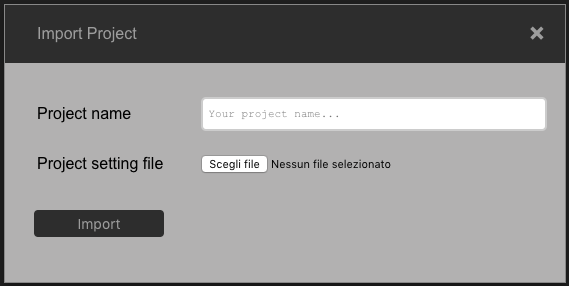 Import Project
Project name
Your project name...
Project setting file
Scegli file Nessun file selezionato
Import